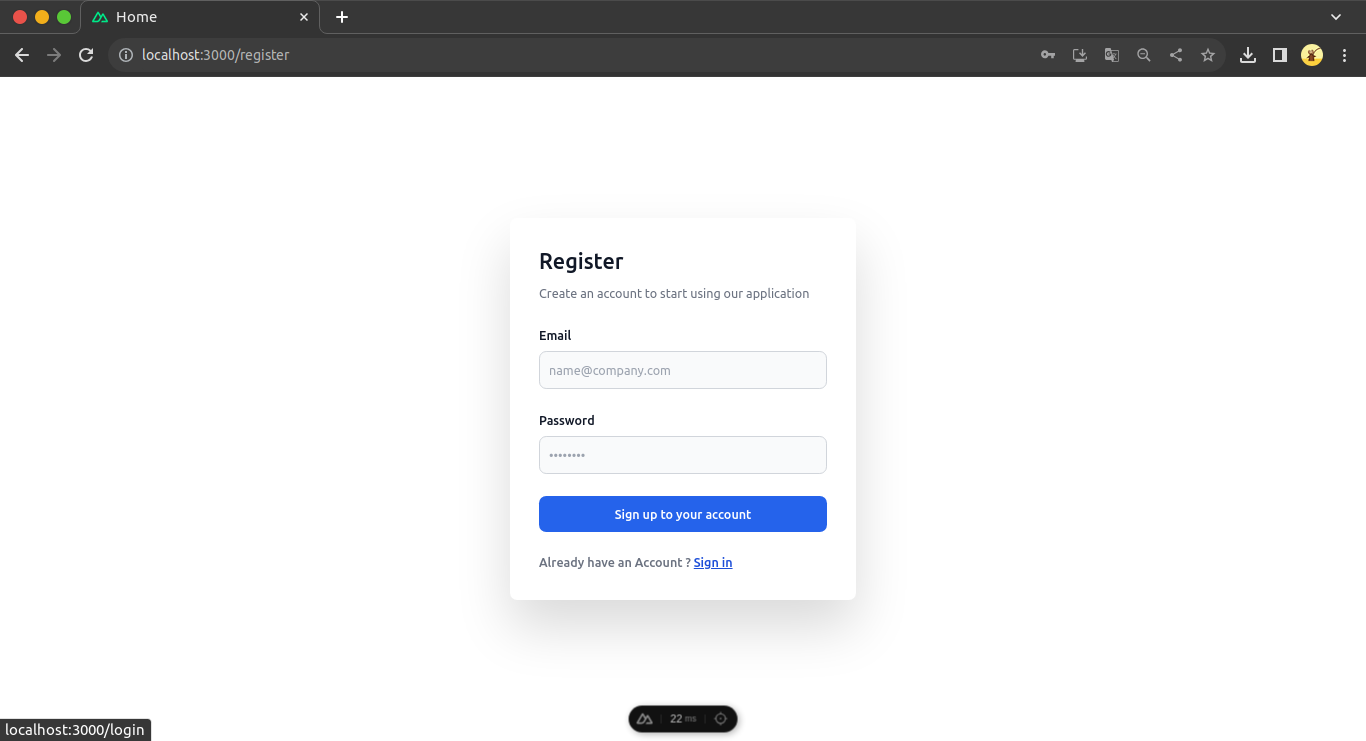 Home
localhost:3000/register
Register
Create an account to start using our application
Email
name@company.com
Password
••••••••
Sign up to your account
Already have an Account ? Sign in
22 ms
localhost:3000/login